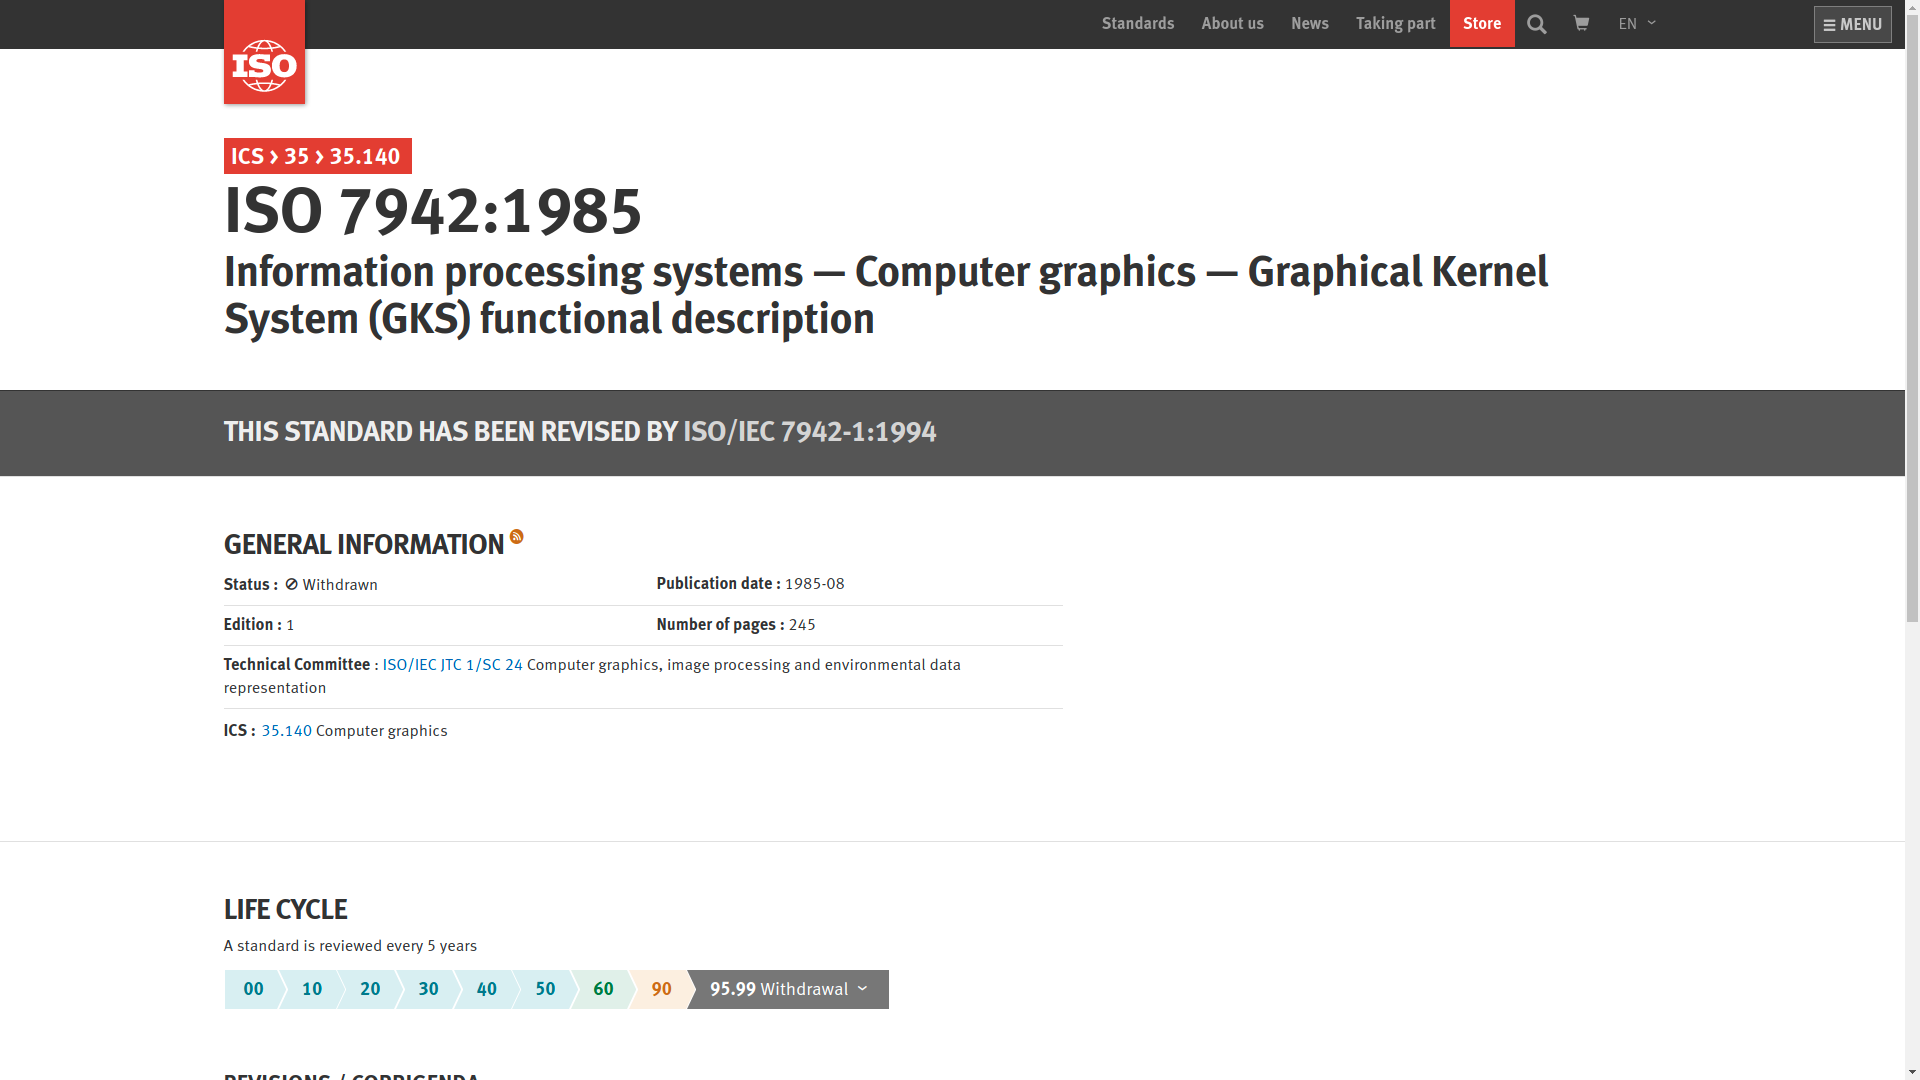 Standards About us News Taking part Store EN MENU
ISO
ICS > 35 > 35.140
ISO 7942:1985
Information processing systems — Computer graphics — Graphical Kernel
System (GKS) functional description
THIS STANDARD HAS BEEN REVISED BY ISO/IEC 7942-1:1994
GENERAL INFORMATION
Status : Withdrawn Publication date : 1985-08
Edition : 1 Number of pages : 245
Technical Committee : ISO/IEC JTC 1/SC 24 Computer graphics, image processing and environmental data
representation
ICS : 35.140 Computer graphics
LIFE CYCLE
A standard is reviewed every 5 years
00 10 20 30 40 50 60 90 95.99 Withdrawal
REVISIONS / CORRIGENDA